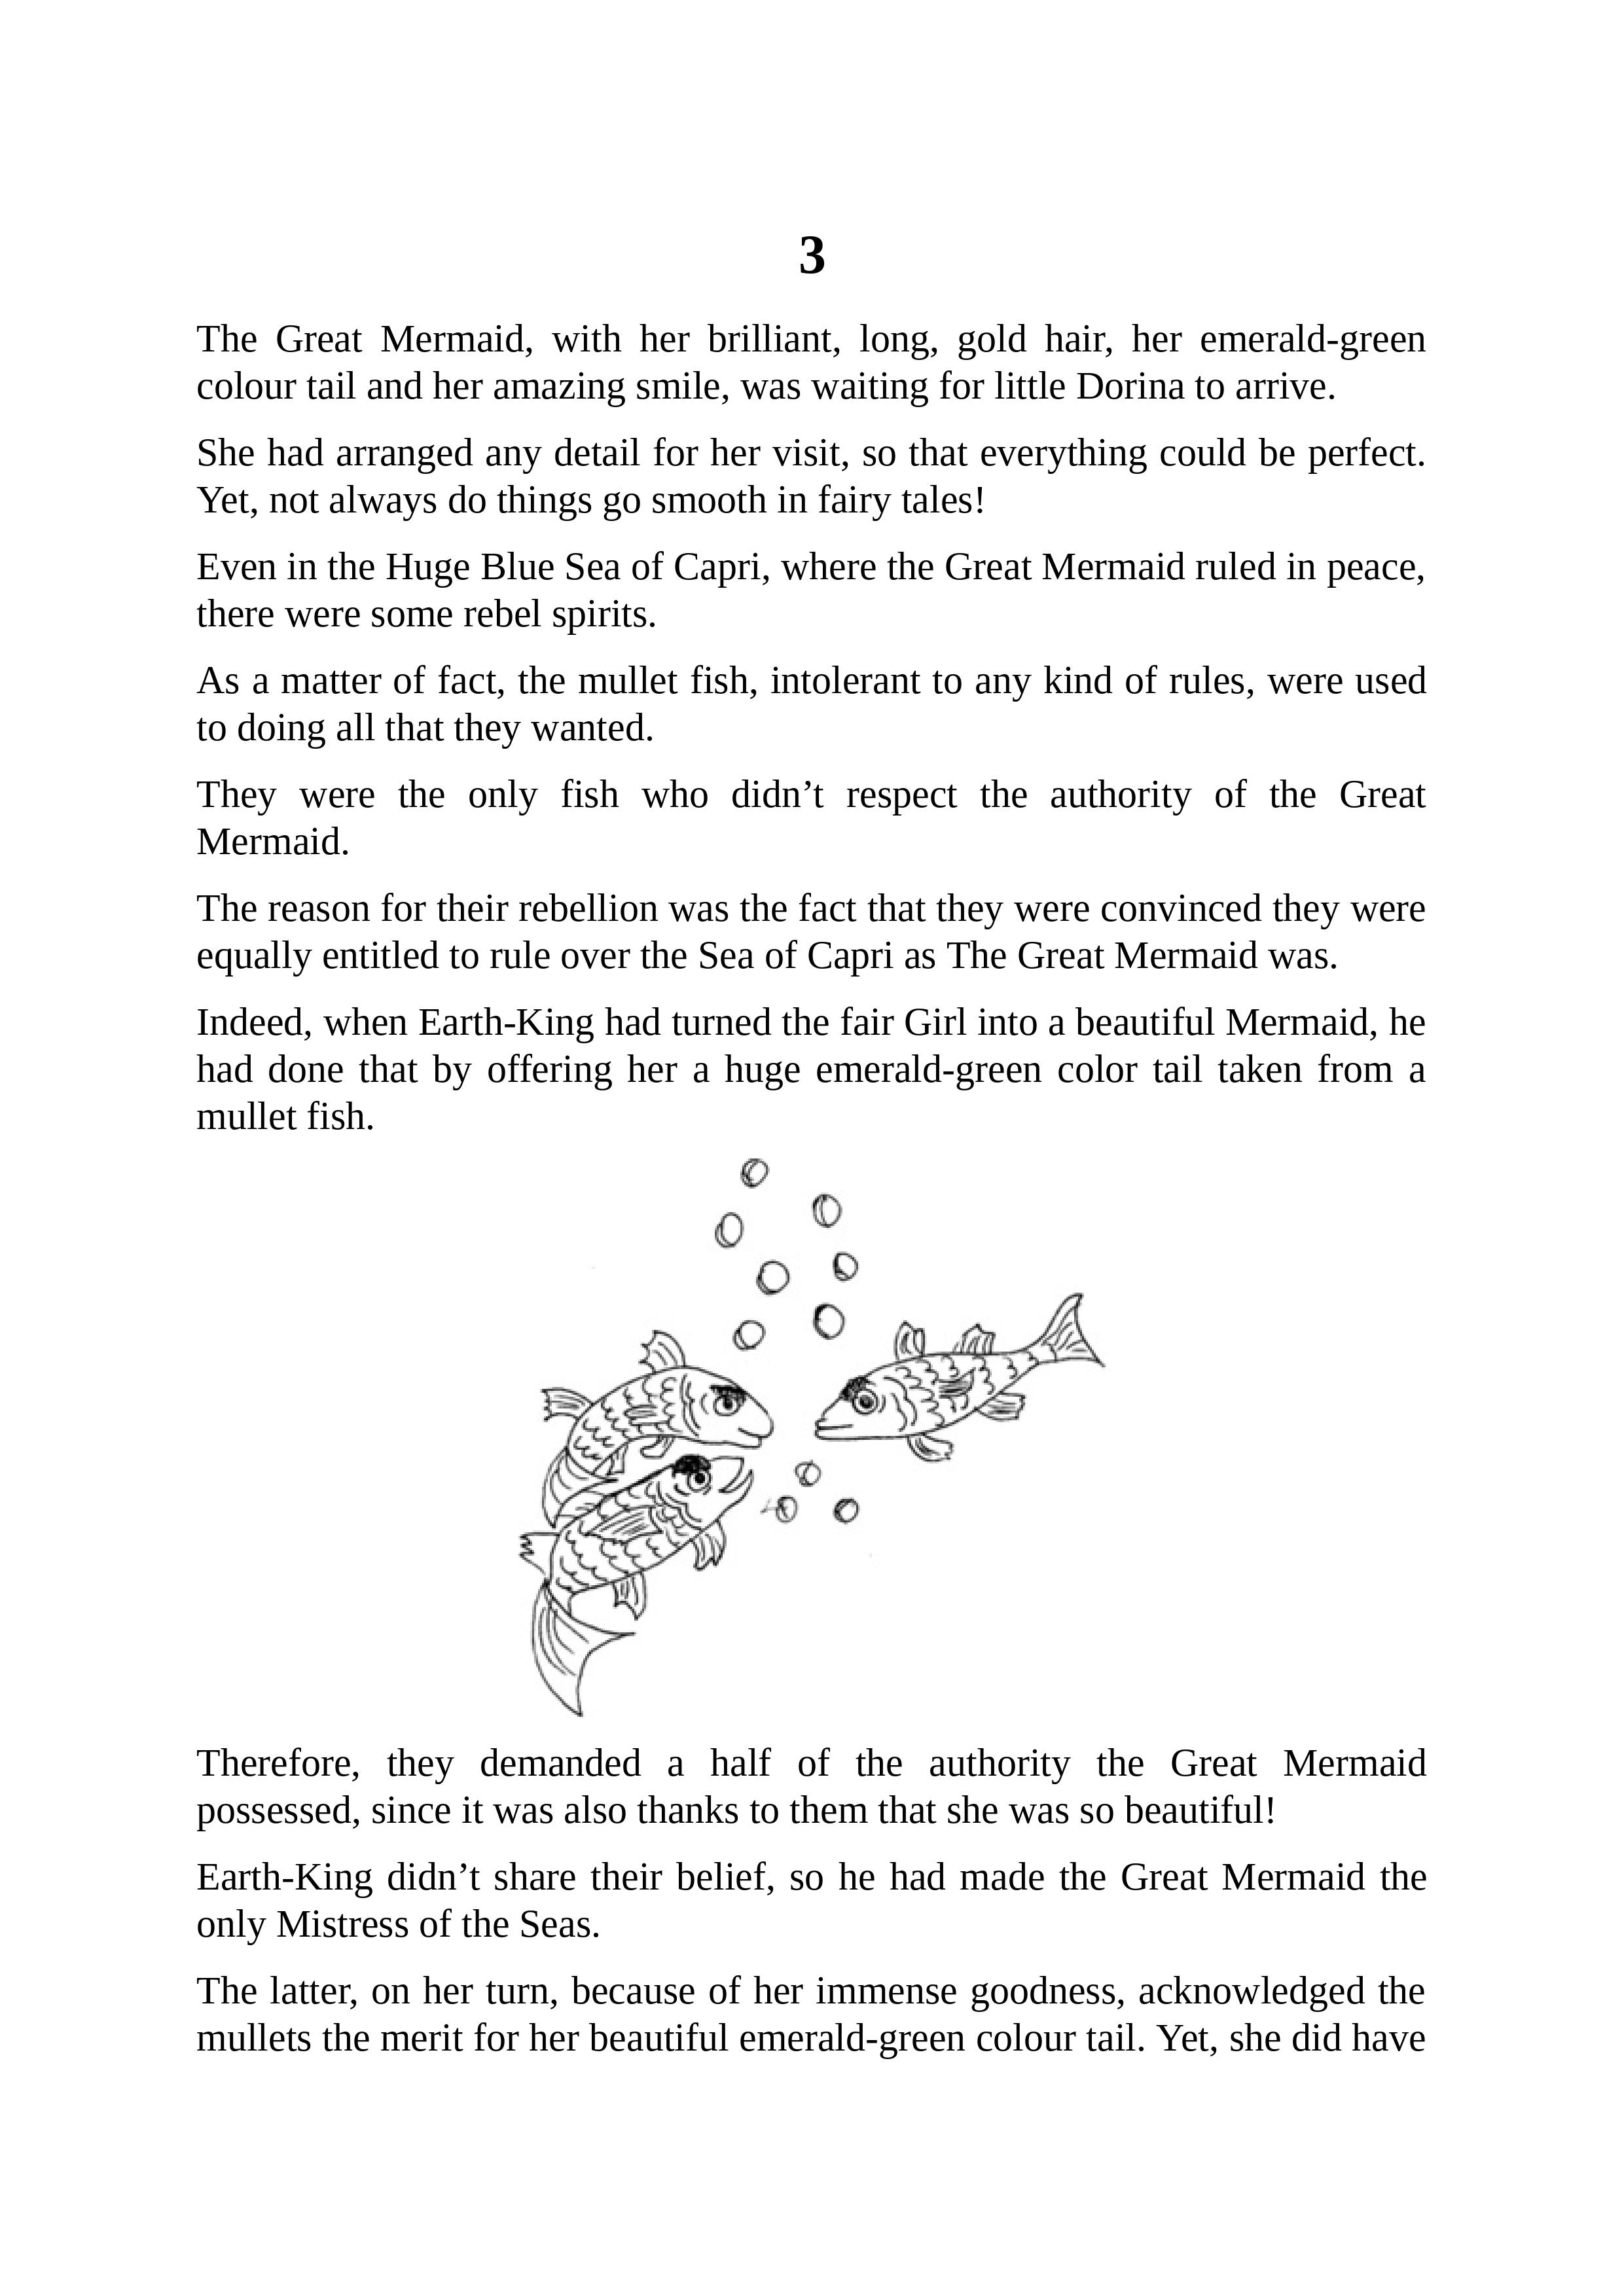 3
The Great Mermaid, with her brilliant, long, gold hair, her emerald-green
colour tail and her amazing smile, was waiting for little Dorina to arrive.
She had arranged any detail for her visit, so that everything could be perfect.
Yet, not always do things go smooth in fairy tales!
Even in the Huge Blue Sea of Capri, where the Great Mermaid ruled in peace,
there were some rebel spirits.
As a matter of fact, the mullet fish, intolerant to any kind of rules, were used
to doing all that they wanted.
They were the only fish who didn’t respect the authority of the Great
Mermaid.
The reason for their rebellion was the fact that they were convinced they were
equally entitled to rule over the Sea of Capri as The Great Mermaid was.
Indeed, when Earth-King had turned the fair Girl into a beautiful Mermaid, he
had done that by offering her a huge emerald-green color tail taken from a
mullet fish.
Therefore, they demanded a half of the authority the Great Mermaid
possessed, since it was also thanks to them that she was so beautiful!
Earth-King didn’t share their belief, so he had made the Great Mermaid the
only Mistress of the Seas.
The latter, on her turn, because of her immense goodness, acknowledged the
mullets the merit for her beautiful emerald-green colour tail. Yet, she did have